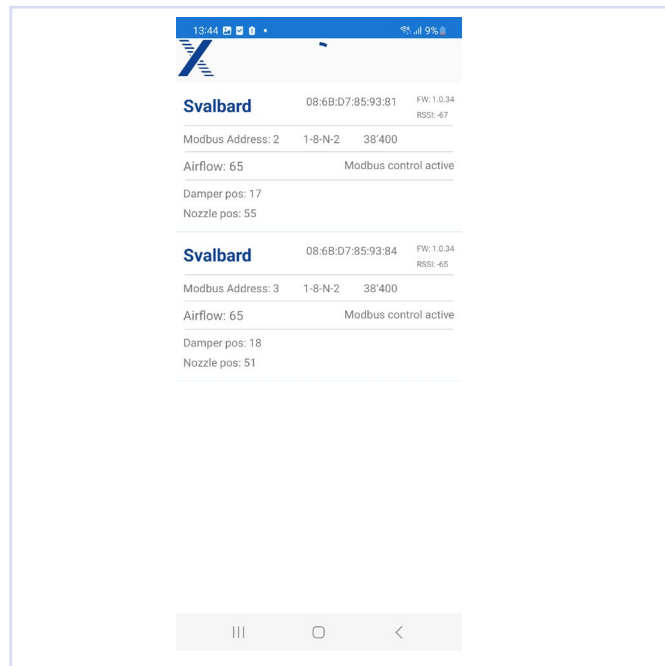 13:44 9%
Svalbard 08:6B:D7:85:93:81 FW: 1.0.34
RSSI: -67
Modbus Address: 2 1-8-N-2 38'400
Airflow: 65 Modbus control active
Damper pos: 17
Nozzle pos: 55
Svalbard 08:6B:D7:85:93:84 FW: 1.0.34
RSSI: -65
Modbus Address: 3 1-8-N-2 38'400
Airflow: 65 Modbus control active
Damper pos: 18
Nozzle pos: 51